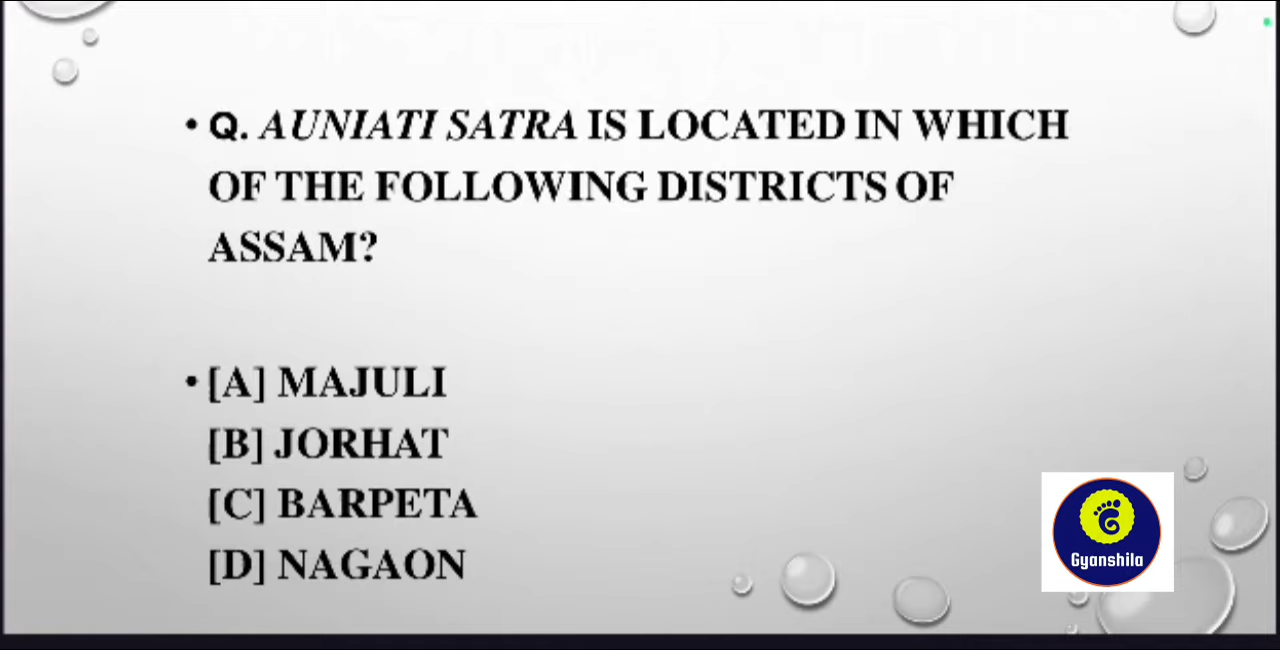 • Q. AUNIATI SATRA IS LOCATED IN WHICH
OF THE FOLLOWING DISTRICTS OF
ASSAM?
• [A] MAJULI
[B] JORHAT
[C] BARPETA
[D] NAGAON
Gyanshila